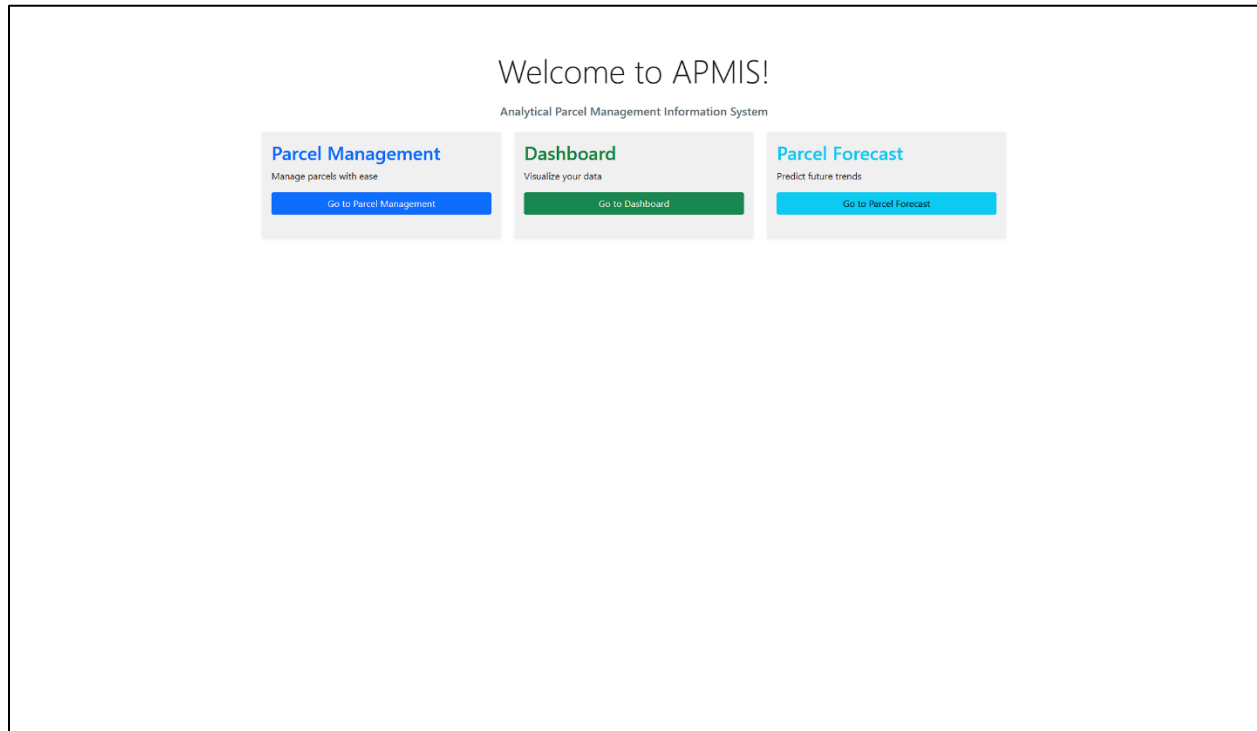 Welcome to APMIS!
Analytical Parcel Management Information System
Parcel Management
Manage parcels with ease
Go to Parcel Management
Dashboard
Visualize your data
Go to Dashboard
Parcel Forecast
Predict future trends
Go to Parcel Forecast